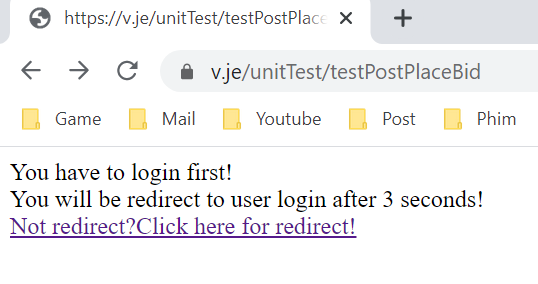 https://v.je/unitTest/testPostPlace
v.je/unitTest/testPostPlaceBid
Game
Mail
Youtube
Post
Phim
You have to login first!
You will be redirect to user login after 3 seconds!
Not redirect?Click here for redirect!